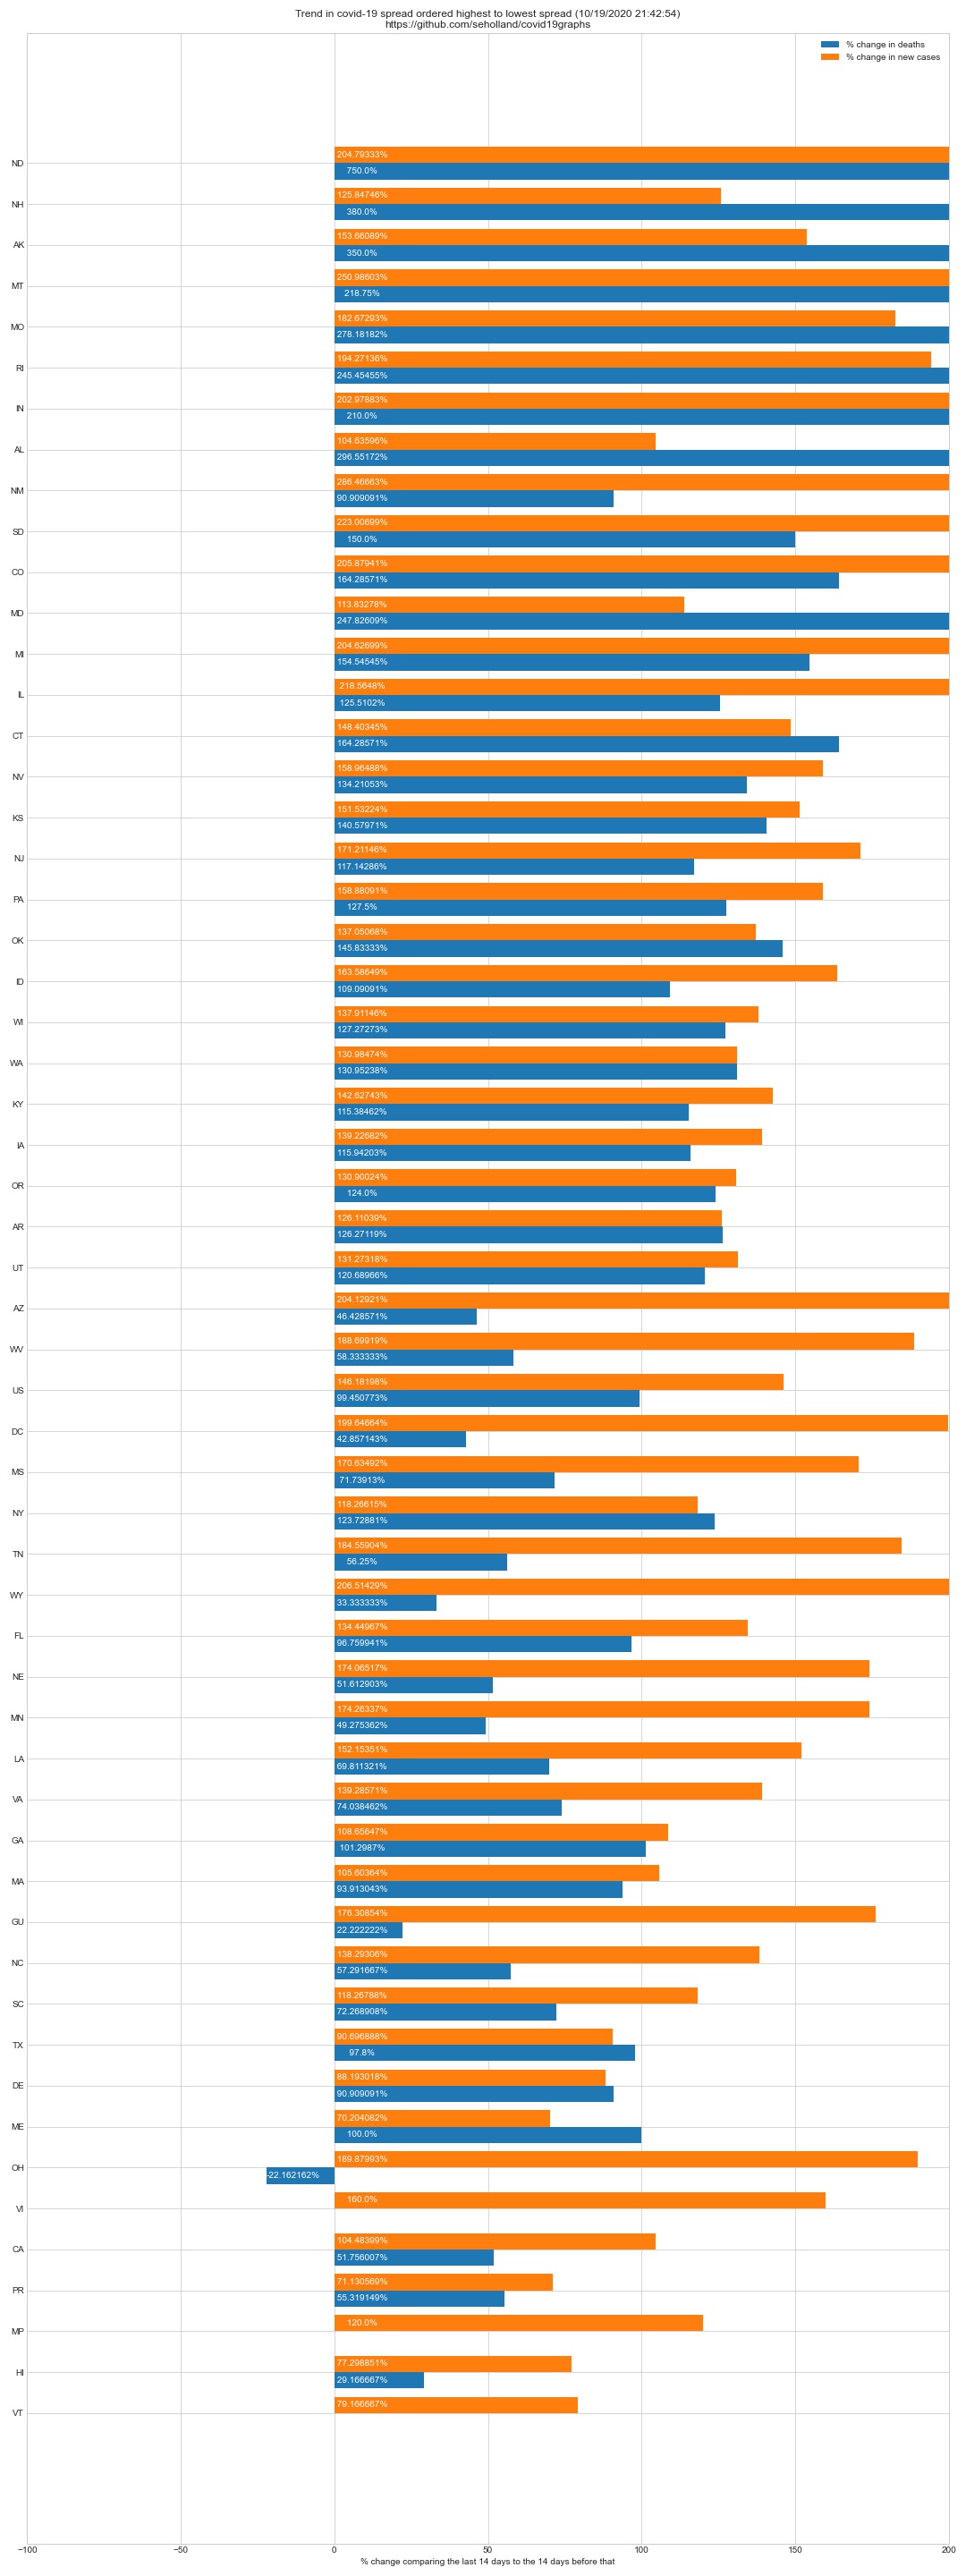 Trend in covid-19 spread ordered highest to lowest spread (10/19/2020 21:42:54)
https://github.com/seholland/covid19graphs
% change in deaths
% change in new cases
204.79333%
ND
750.0%
125.84746%
NH
380.0%
153.66089%
AK
350.0%
250.98603%
MT
218.75%
182.67293%
MO
278.18182%
194.27136%
RI
245.45455%
202.97883%
IN
210.0%
104.63596%
AL
296.55172%
286.46663%
NM
90.909091%
223.00699%
SD
150.0%
205.87941%
CO
164.28571%
113.83278%
MD
247.82609%
204.62699%
MI
154.54545%
218.5648%
IL
125.5102%
148.40345%
CT
164.28571%
158.96488%
NV
134.21053%
151.53224%
KS
140.57971%
171.21146%
NJ
117.14286%
158.88091%
PA
127.5%
137.05068%
OK
145.83333%
163.58649%
ID
109.09091%
137.91146%
WI
127.27273%
130.98474%
WA
130.95238%
142.62743%
KY
115.38462%
139.22682%
IA
115.94203%
130.90024%
OR
124.0%
126.11039%
AR
126.27119%
131.27318%
UT
120.68966%
204.12921%
AZ
46.428571%
188.69919%
WV
58.333333%
146.18198%
US
99.450773%
199.64664%
DC
42.857143%
170.63492%
MS
71.73913%
118.26615%
NY
123.72881%
184.55904%
TN
56.25%
206.51429%
WY
33.333333%
134.44967%
FL
96.759941%
174.06517%
NE
51.612903%
174.26337%
MN
49.275362%
152.15351%
LA
69.811321%
139.28571%
VA
74.038462%
108.65647%
GA
101.2987%
105.60364%
MA
93.913043%
176.30854%
GU
22.222222%
138.29306%
NC
57.291667%
118.26788%
SC
72.268908%
90.696888%
TX
97.8%
88.193018%
DE
90.909091%
70.204082%
ME
100.0%
189.87993%
OH
-22.162162%
160.0%
VI
104.48399%
CA
51.756007%
71.130569%
PR
55.319149%
120.0%
MP
77.298851%
HI
29.166667%
79.166667%
VT
−100 −50 0 50 100 150 200
% change comparing the last 14 days to the 14 days before that